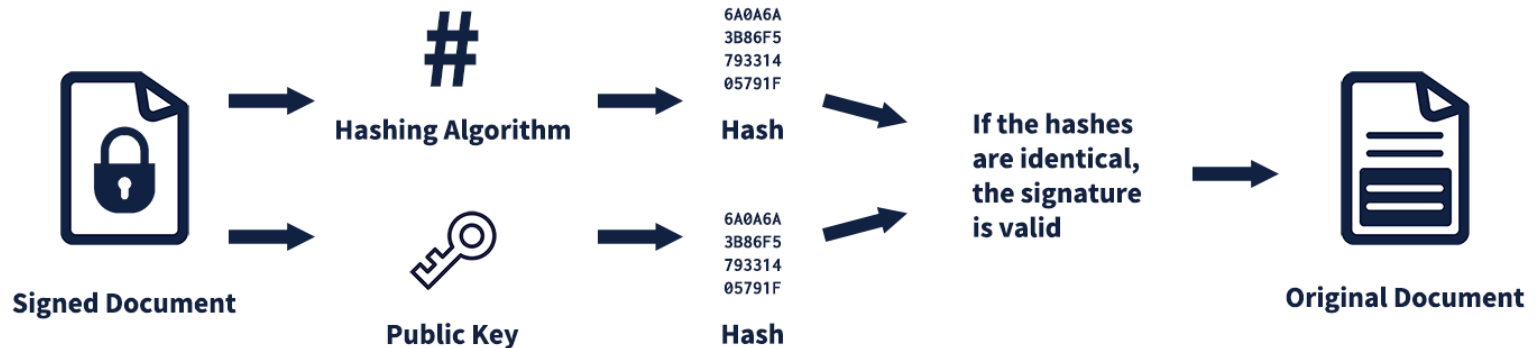 #
6A0A6A
3B86F5
793314
05791F
Hashing Algorithm
Hash
If the hashes
are identical,
the signature
is valid
6A0A6A
3B86F5
793314
05791F
Signed Document
Public Key
Hash
Original Document